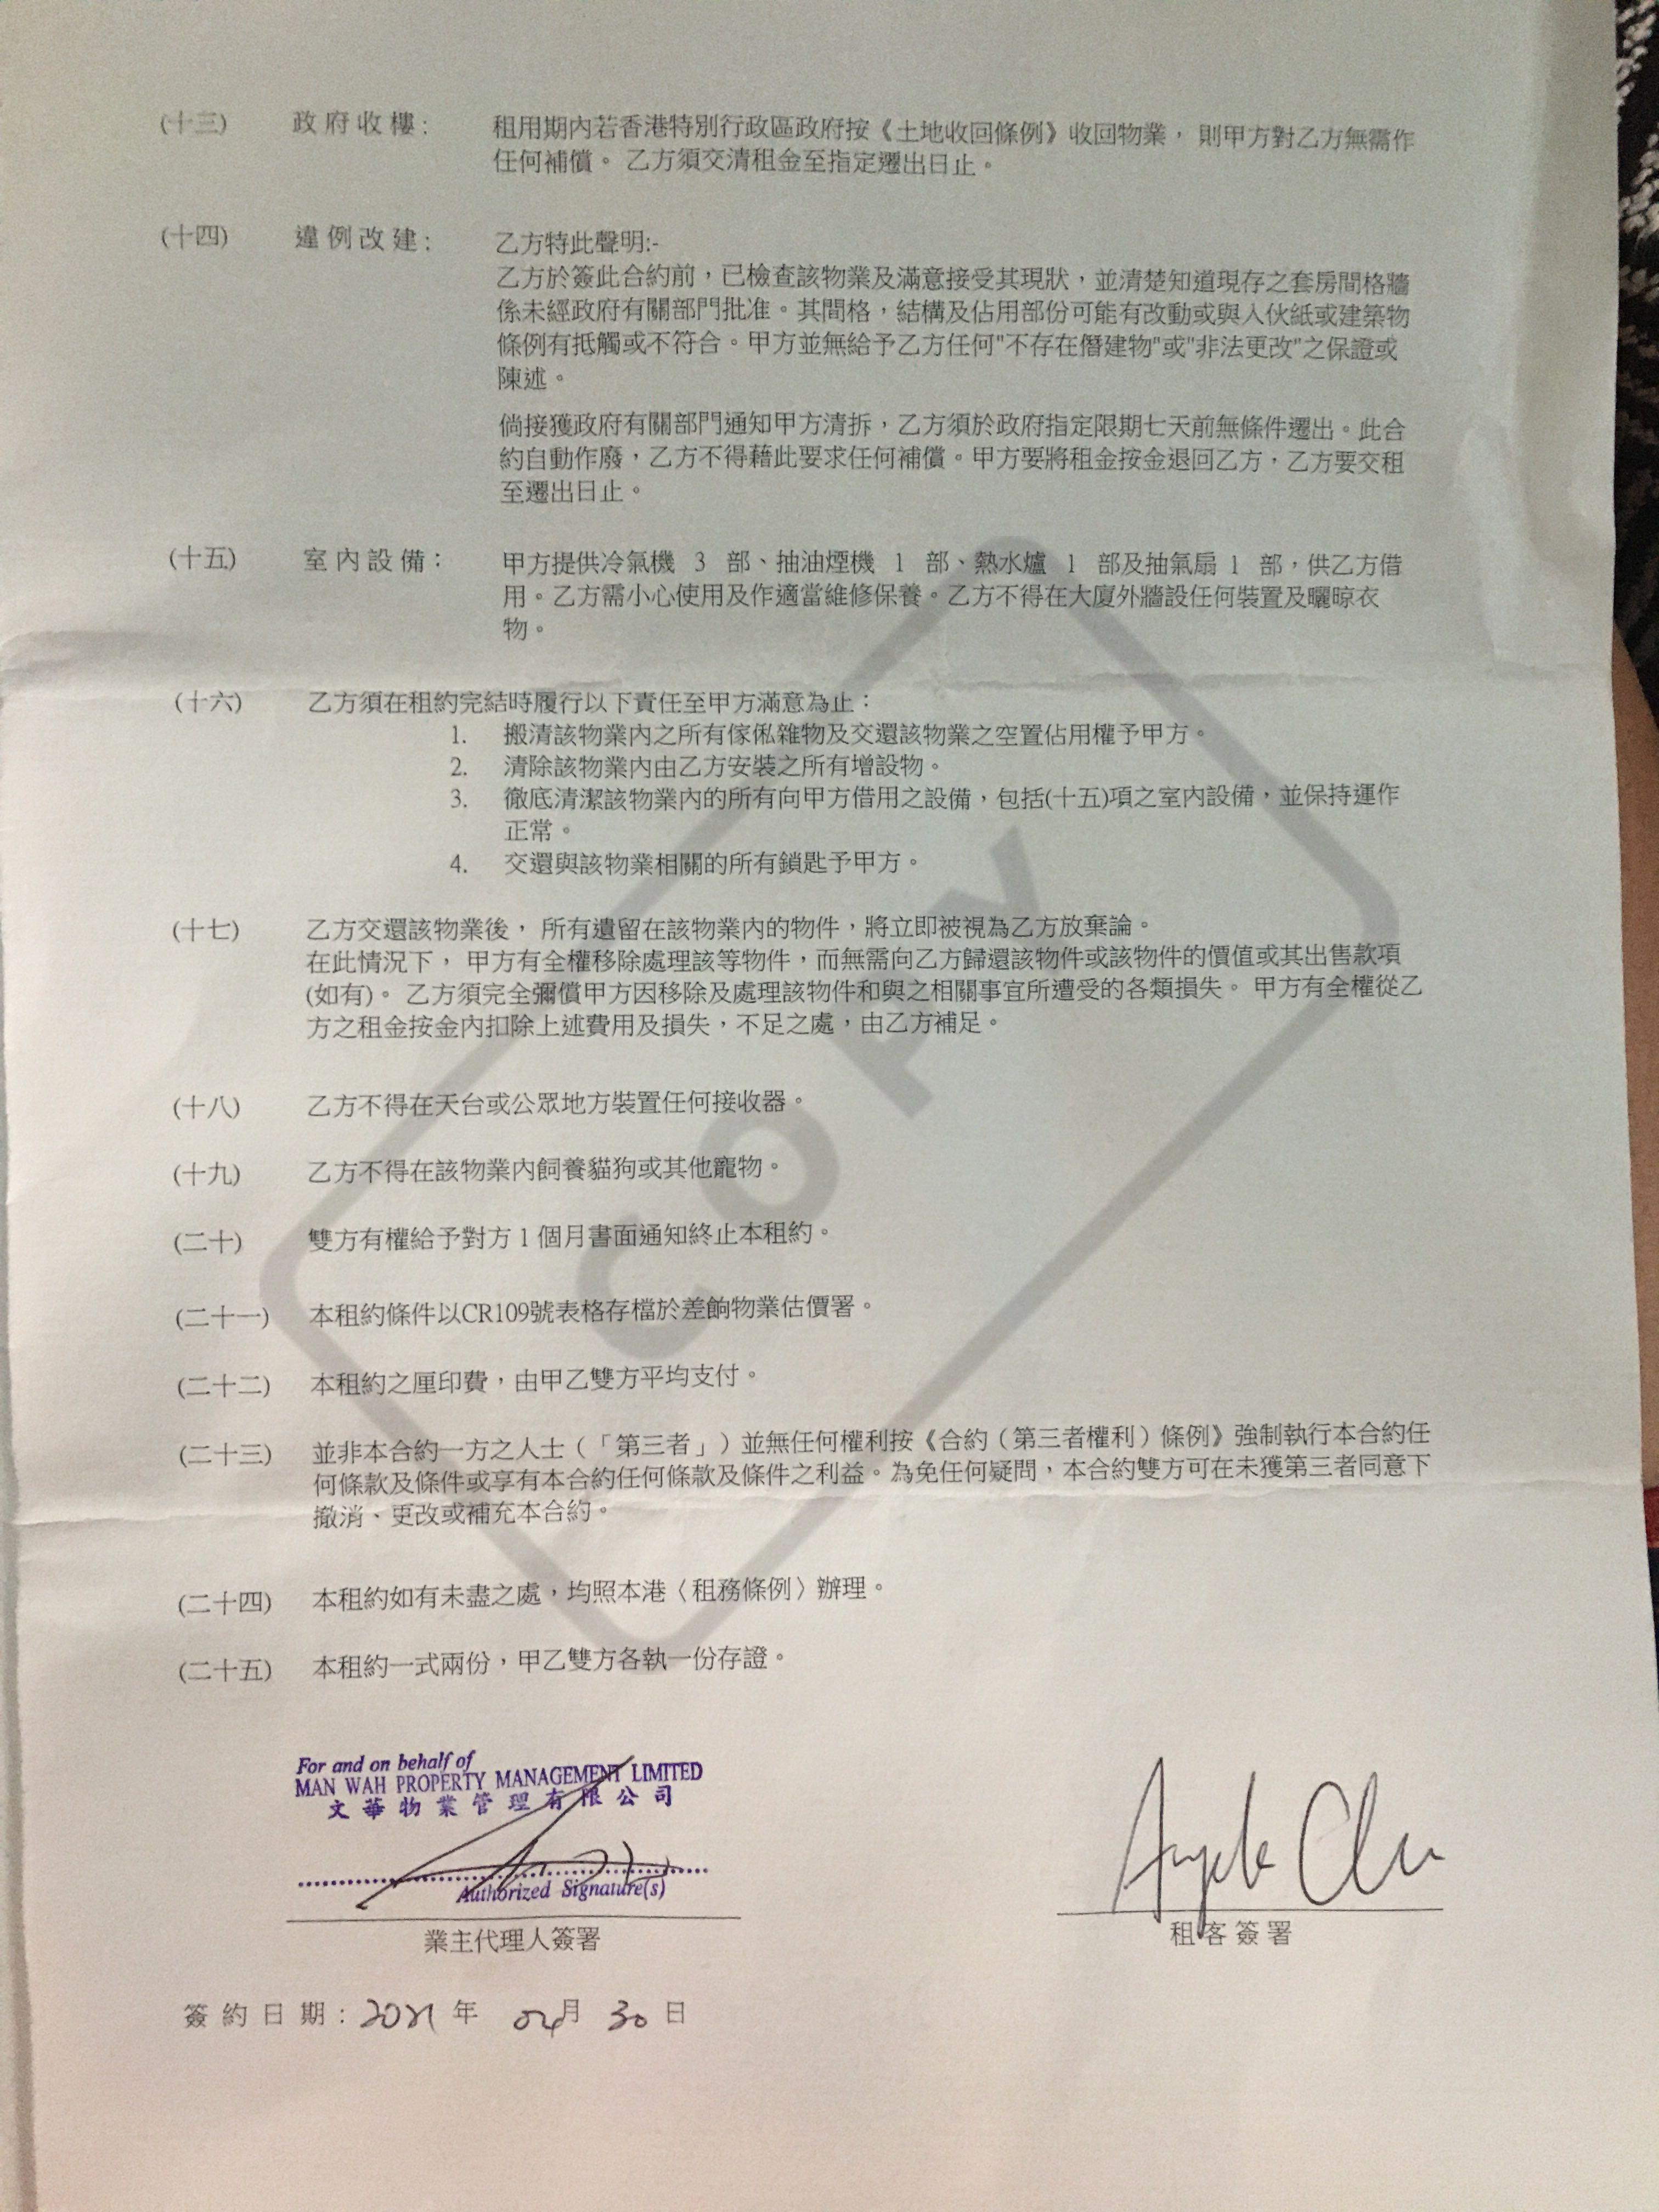 (十三) 政府收樓: 租用期內若香港特別行政區政府按《土地收回條例》收回物業, 則甲方對乙方無需作
任何補償。 乙方須交清租金至指定遷出日止。
(十四) 違例改建: 乙方特此聲明:-
乙方於簽此合約前,已檢查該物業及滿意接受其現狀,並清楚知道現存之套房間格牆
係未經政府有關部門批准。其間格,結構及佔用部份可能有改動或與入伙紙或建築物
條例有抵觸或不符合。甲方並無給予乙方任何"不存在僭建物"或"非法更改"之保證或
陳述。
倘接獲政府有關部門通知甲方清拆,乙方須於政府指定限期七天前無條件遷出。此合
約自動作廢,乙方不得藉此要求任何補償。甲方要將租金按金退回乙方,乙方要交租
至遷出日止。
(十五) 室內設備: 甲方提供冷氣機 3 部、抽油煙機 1 部、熱水爐 1 部及抽氣扇 1 部,供乙方借
用。乙方需小心使用及作適當維修保養。乙方不得在大廈外牆設任何裝置及曬晾衣
物。
(十六) 乙方須在租約完結時履行以下責任至甲方滿意為止:
1. 搬清該物業內之所有傢俬雜物及交還該物業之空置佔用權予甲方。
2. 清除該物業內由乙方安裝之所有增設物。
3. 徹底清潔該物業內的所有向甲方借用之設備,包括(十五)項之室內設備,並保持運作
正常。
4. 交還與該物業相關的所有鎖匙予甲方。
(十七) 乙方交還該物業後, 所有遺留在該物業內的物件,將立即被視為乙方放棄論。
在此情況下, 甲方有全權移除處理該等物件,而無需向乙方歸還該物件或該物件的價值或其出售款項
(如有)。 乙方須完全彌償甲方因移除及處理該物件和與之相關事宜所遭受的各類損失。 甲方有全權從乙
方之租金按金內扣除上述費用及損失,不足之處,由乙方補足。
(十八) 乙方不得在天台或公眾地方裝置任何接收器。
(十九) 乙方不得在該物業內飼養貓狗或其他寵物。
(二十) 雙方有權給予對方 1 個月書面通知終止本租約。
(二十一) 本租約條件以CR109號表格存檔於差餉物業估價署。
(二十二) 本租約之厘印費,由甲乙雙方平均支付。
(二十三) 並非本合約一方之人士(「第三者」)並無任何權利按《合約(第三者權利)條例》強制執行本合約任
何條款及條件或享有本合約任何條款及條件之利益。為免任何疑問,本合約雙方可在未獲第三者同意下
撤消、更改或補充本合約。
(二十四) 本租約如有未盡之處,均照本港〈租務條例〉辦理。
(二十五) 本租約一式兩份,甲乙雙方各執一份存證。
COPY
For and on behalf of
MAN WAH PROPERTY MANAGEMENT LIMITED
文華物業管理有限公司
Authorized Signature(s)
業主代理人簽署
租客簽署
簽約日期: 2021 年 04月 30 日